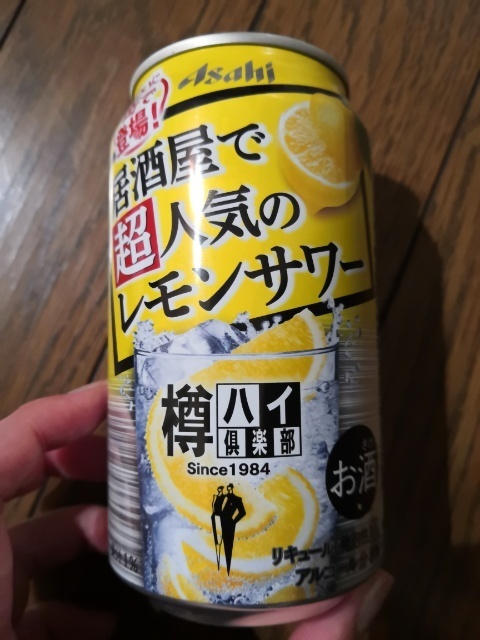 Asahi
登場!
居酒屋で
超人気の
レモンサワー
樽ハイ
倶楽部
Since1984
お酒
リキュール
アルコール